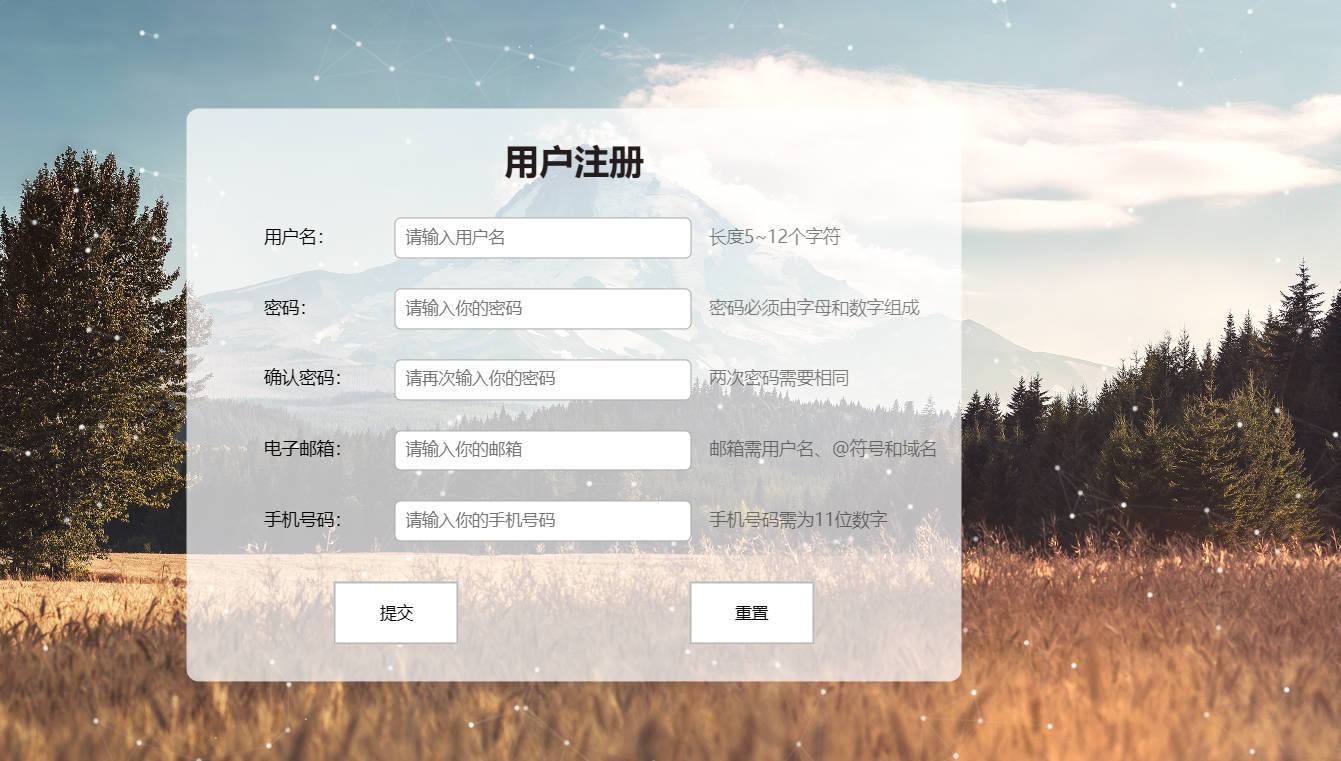 用户注册
用户名： 请输入用户名 长度5~12个字符
密码： 请输入你的密码 密码必须由字母和数字组成
确认密码： 请再次输入你的密码 两次密码需要相同
电子邮箱： 请输入你的邮箱 邮箱需用户名、@符号和域名
手机号码： 请输入你的手机号码 手机号码需为11位数字
提交 重置